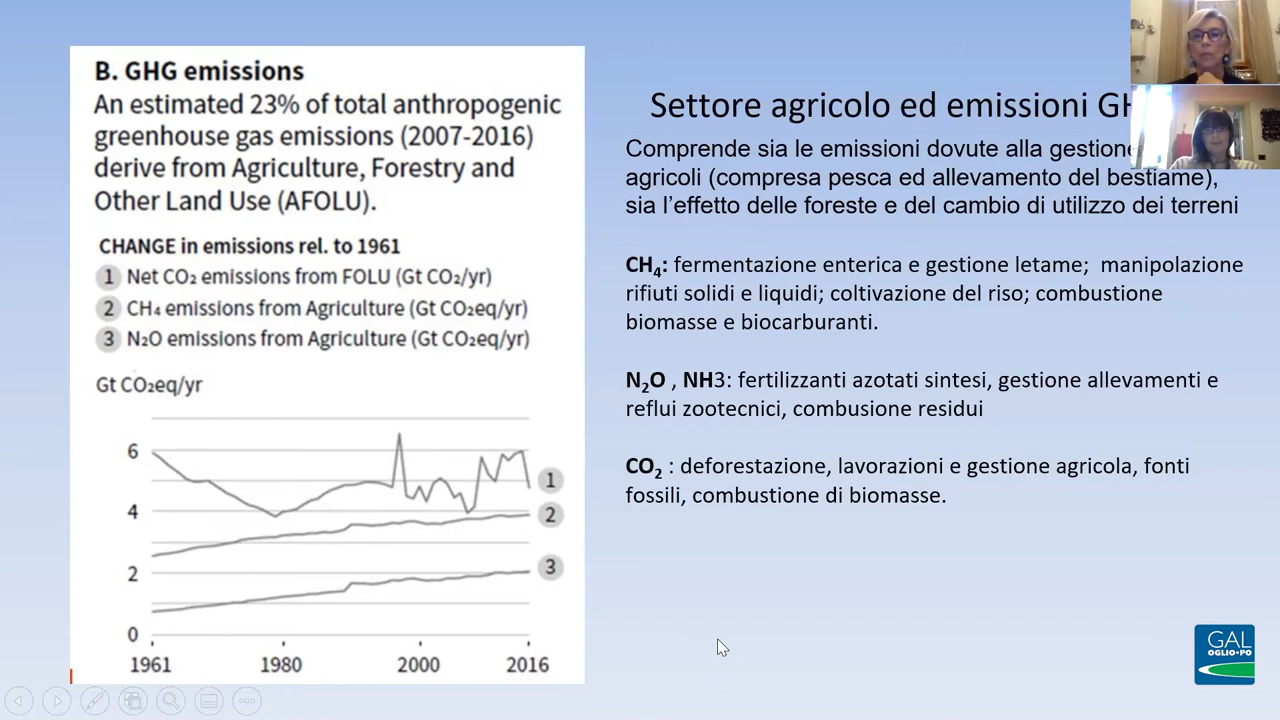 B. GHG emissions
An estimated 23% of total anthropogenic
greenhouse gas emissions (2007-2016)
derive from Agriculture, Forestry and
Other Land Use (AFOLU).
CHANGE in emissions rel. to 1961
1 Net CO₂ emissions from FOLU (Gt CO₂/yr)
2 CH₄ emissions from Agriculture (Gt CO₂eq/yr)
3 N₂O emissions from Agriculture (Gt CO₂eq/yr)
Gt CO₂eq/yr
6
4
2
0
1
2
3
1961 1980 2000 2016
Settore agricolo ed emissioni
Comprende sia le emissioni dovute alla gestione
agricoli (compresa pesca ed allevamento del bestiame),
sia l'effetto delle foreste e del cambio di utilizzo dei terreni
CH₄: fermentazione enterica e gestione letame; manipolazione
rifiuti solidi e liquidi; coltivazione del riso; combustione
biomasse e biocarburanti.
N₂O , NH3: fertilizzanti azotati sintesi, gestione allevamenti e
reflui zootecnici, combusione residui
CO₂ : deforestazione, lavorazioni e gestione agricola, fonti
fossili, combustione di biomasse.
GAL
OGLIO•PO